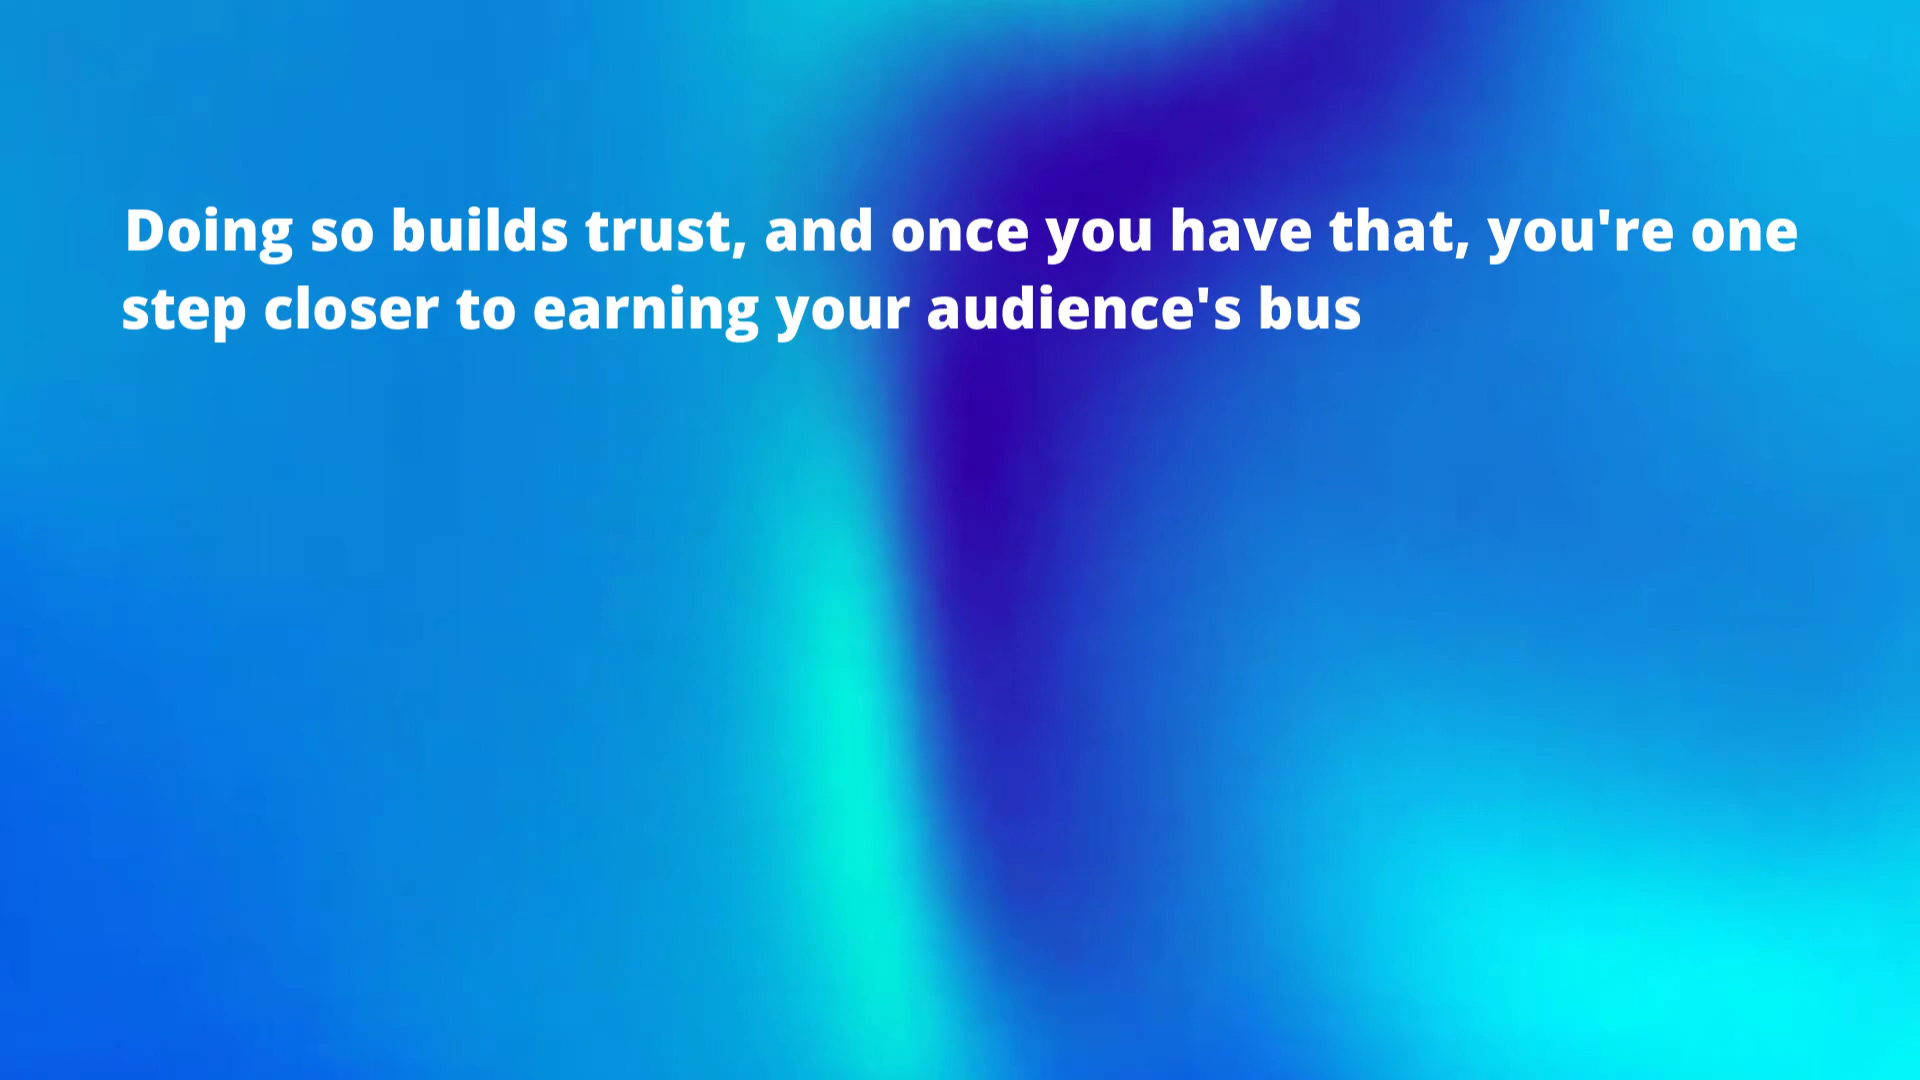 Doing so builds trust, and once you have that, you're one
step closer to earning your audience's bus